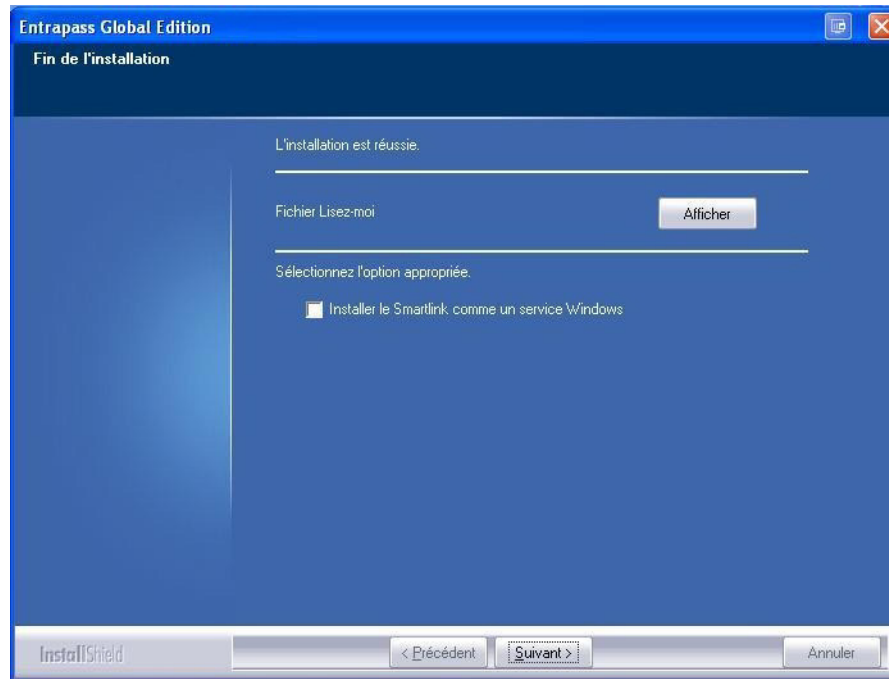 Entrapass Global Edition
Fin de l'installation
L'installation est réussie.
Fichier Lisez-moi
Afficher
Sélectionnez l'option appropriée.
Installer le Smartlink comme un service Windows
InstallShield
< Précédent
Suivant >
Annuler